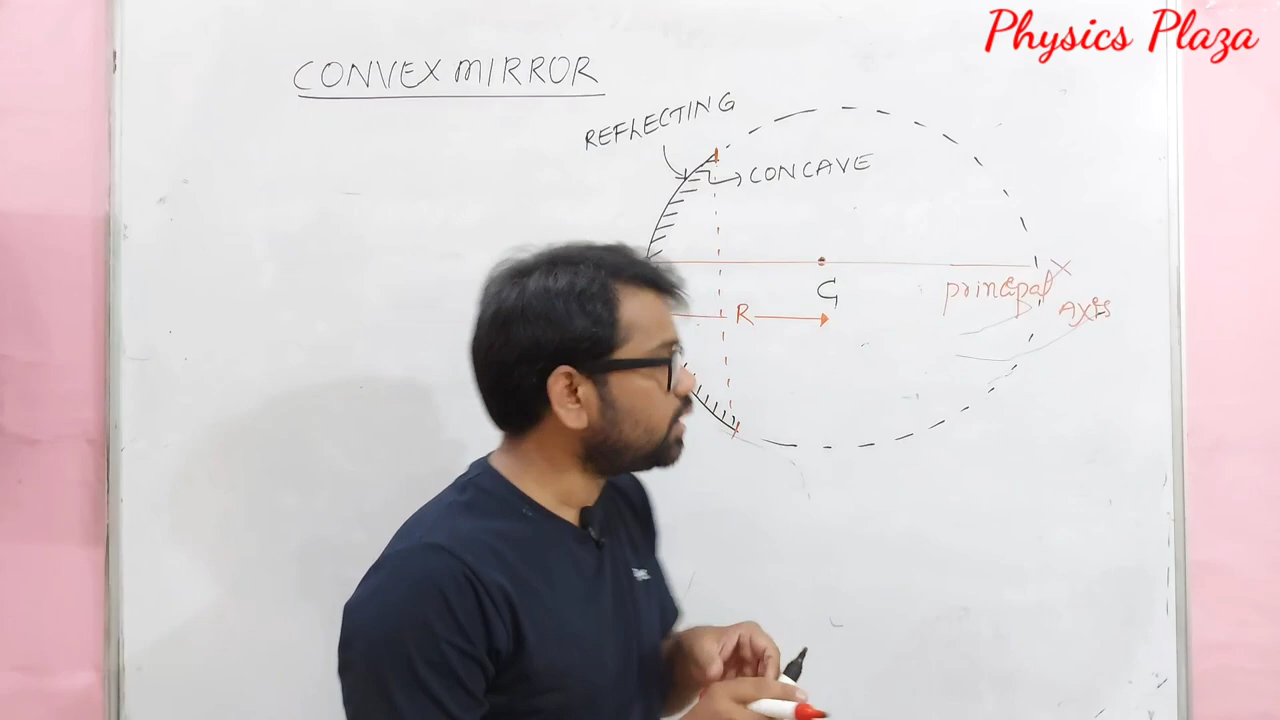 Physics Plaza
CONVEX MIRROR
REFLECTING
CONCAVE
C
R
principal
Axis